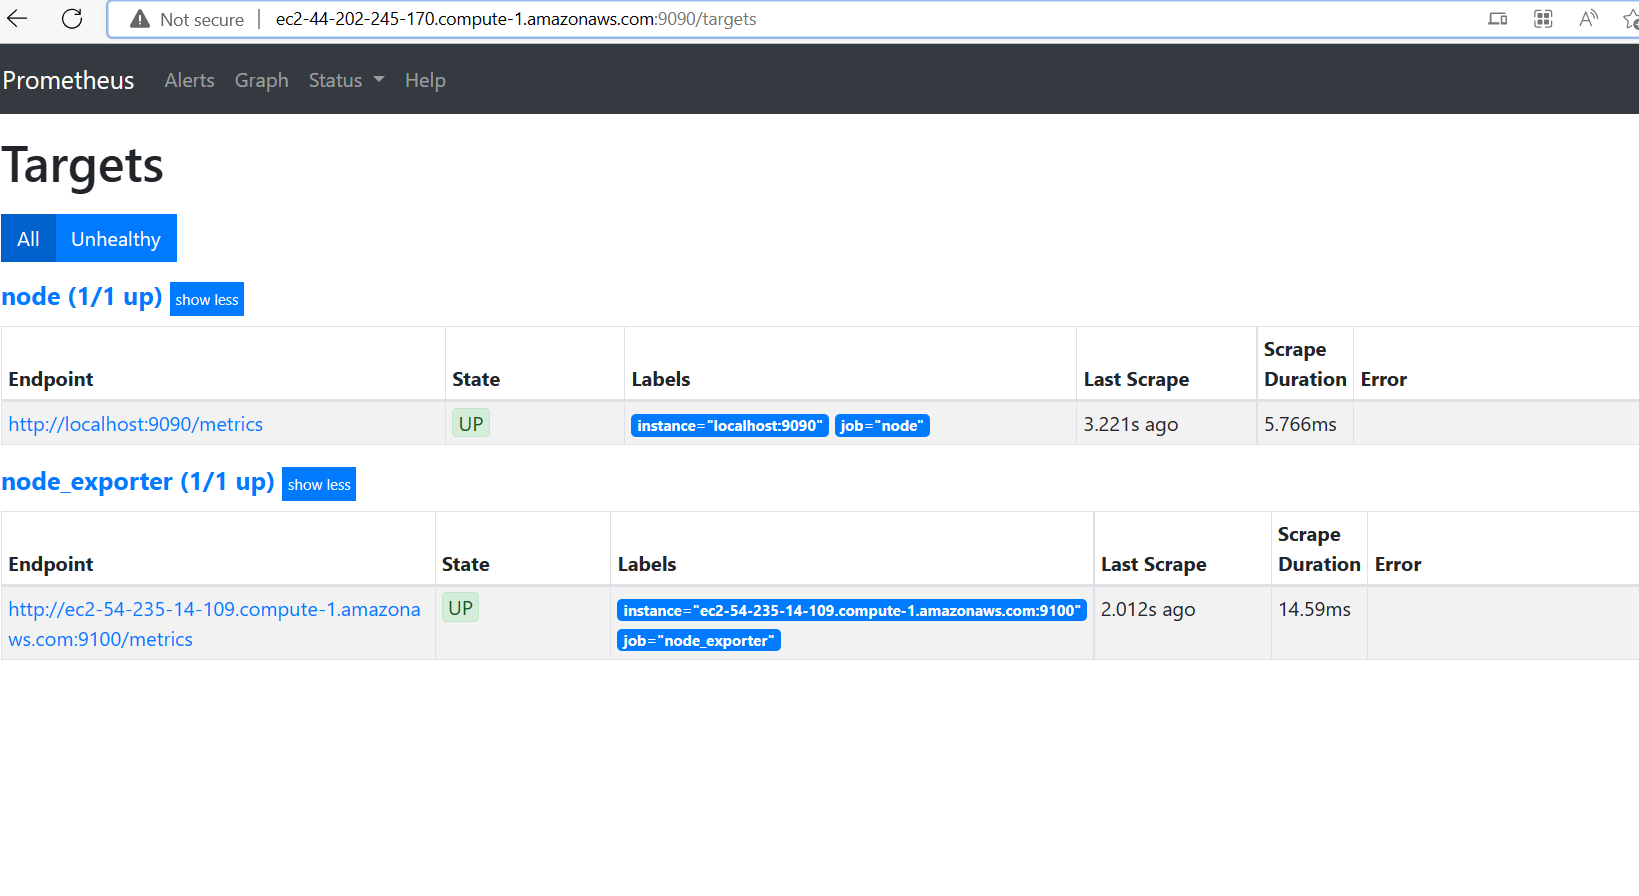 Not secure | ec2-44-202-245-170.compute-1.amazonaws.com:9090/targets
Prometheus Alerts Graph Status Help
Targets
All Unhealthy
node (1/1 up) show less
Endpoint State Labels Last Scrape Scrape Duration Error
http://localhost:9090/metrics UP instance="localhost:9090" job="node" 3.221s ago 5.766ms
node_exporter (1/1 up) show less
Endpoint State Labels Last Scrape Scrape Duration Error
http://ec2-54-235-14-109.compute-1.amazona UP instance="ec2-54-235-14-109.compute-1.amazonaws.com:9100" 2.012s ago 14.59ms
ws.com:9100/metrics job="node_exporter"